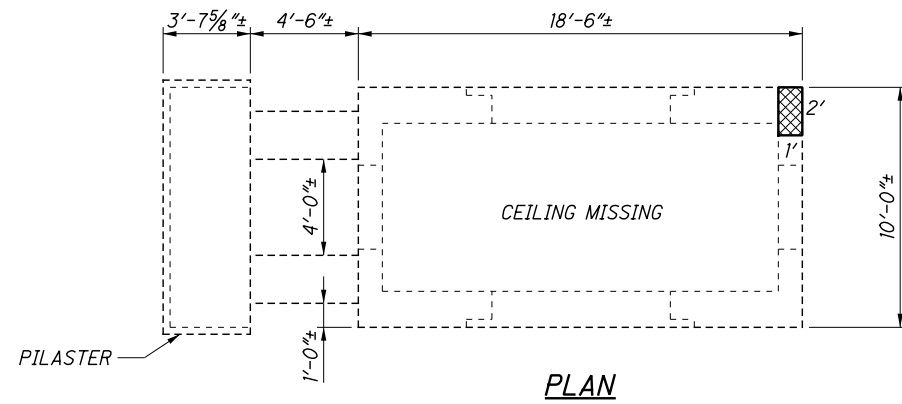 3'-7⅝"±
4'-6"±
18'-6"±
2'
1'
4'-0"±
CEILING MISSING
10'-0"±
1'-0"±
PILASTER
PLAN